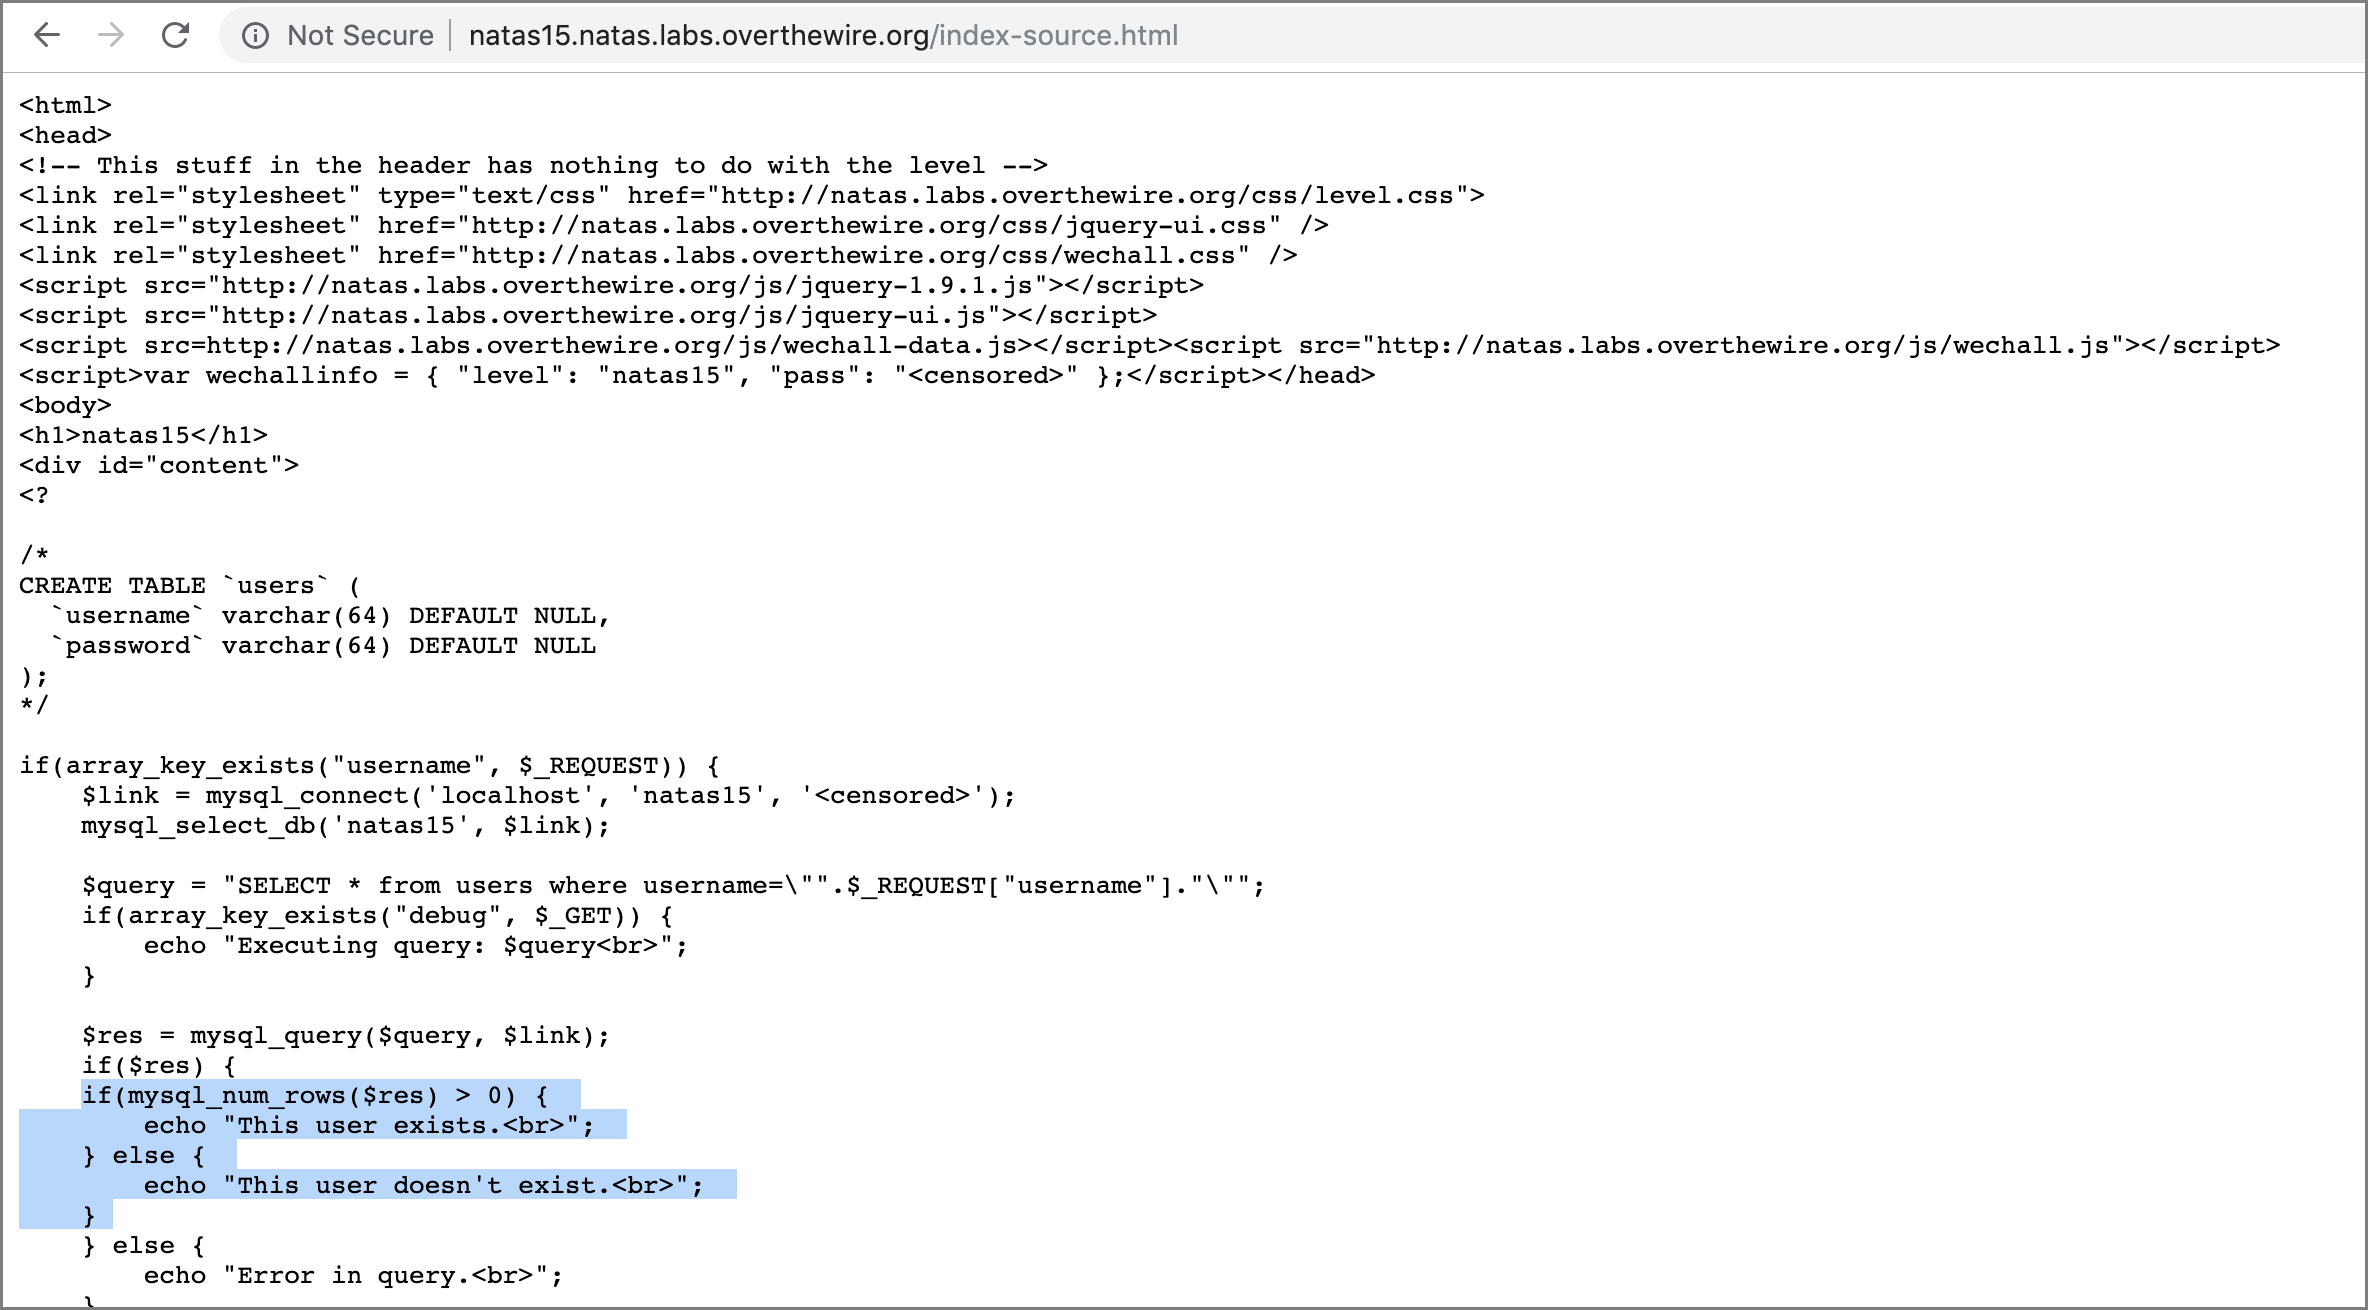 Not Secure natas15.natas.labs.overthewire.org/index-source.html
<html>
<head>
<!-- This stuff in the header has nothing to do with the level -->
<link rel="stylesheet" type="text/css" href="http://natas.labs.overthewire.org/css/level.css">
<link rel="stylesheet" href="http://natas.labs.overthewire.org/css/jquery-ui.css" />
<link rel="stylesheet" href="http://natas.labs.overthewire.org/css/wechall.css" />
<script src="http://natas.labs.overthewire.org/js/jquery-1.9.1.js"></script>
<script src="http://natas.labs.overthewire.org/js/jquery-ui.js"></script>
<script src=http://natas.labs.overthewire.org/js/wechall-data.js></script><script src="http://natas.labs.overthewire.org/js/wechall.js"></script>
<script>var wechallinfo = { "level": "natas15", "pass": "<censored>" };</script></head>
<body>
<h1>natas15</h1>
<div id="content">
<?

/*
CREATE TABLE `users` (
  `username` varchar(64) DEFAULT NULL,
  `password` varchar(64) DEFAULT NULL
);
*/

if(array_key_exists("username", $_REQUEST)) {
    $link = mysql_connect('localhost', 'natas15', '<censored>');
    mysql_select_db('natas15', $link);

    $query = "SELECT * from users where username=\"".$_REQUEST["username"]."\"";
    if(array_key_exists("debug", $_GET)) {
        echo "Executing query: $query<br>";
    }

    $res = mysql_query($query, $link);
    if($res) {
    if(mysql_num_rows($res) > 0) {
        echo "This user exists.<br>";
    } else {
        echo "This user doesn't exist.<br>";
    }
    } else {
        echo "Error in query.<br>";
    }